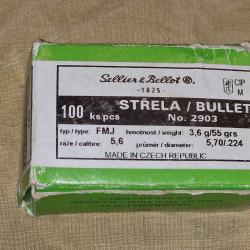 Sellier & Bellot
- 1825 -
CIP
M
100 ks/pcs
STŘELA / BULLET
No. 2903
typ / type: FMJ
hmotnost / weight: 3,6 g/55 grs
ráže / calibre: 5,6
průměr / diameter: 5,70/.224
MADE IN CZECH REPUBLIC